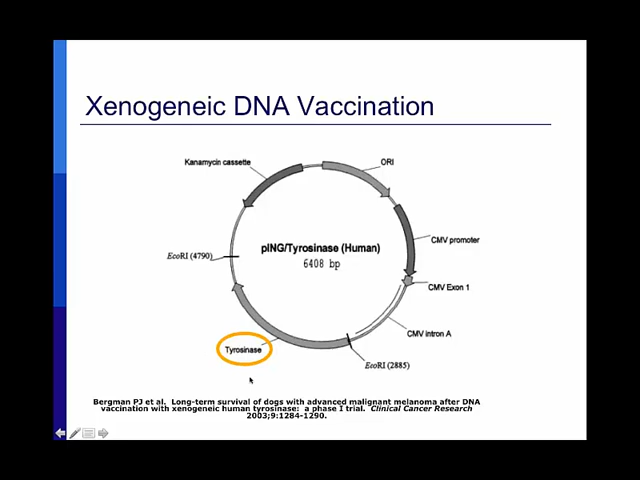 Xenogeneic DNA Vaccination
Kanamycin cassette
ORI
CMV promoter
pING/Tyrosinase (Human)
6408 bp
EcoRI (4790)
CMV Exon 1
CMV intron A
Tyrosinase
EcoRI (2885)
Bergman PJ et al.  Long-term survival of dogs with advanced malignant melanoma after DNA
vaccination with xenogeneic human tyrosinase:  a phase I trial.  Clinical Cancer Research
2003;9:1284-1290.